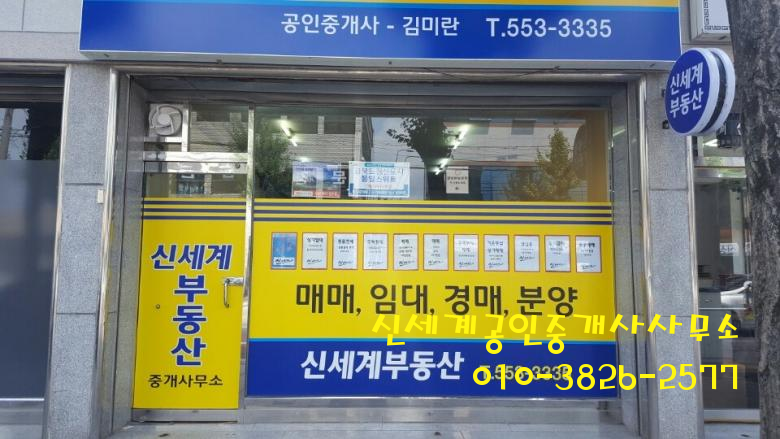 공인중개사 - 김미란 T.553-3335
신세계
부동산
매매, 임대, 경매, 분양
신세계부동산 T.553-3335
신세계
부동산
중개사무소
신세계공인중개사사무소
010-3826-2577